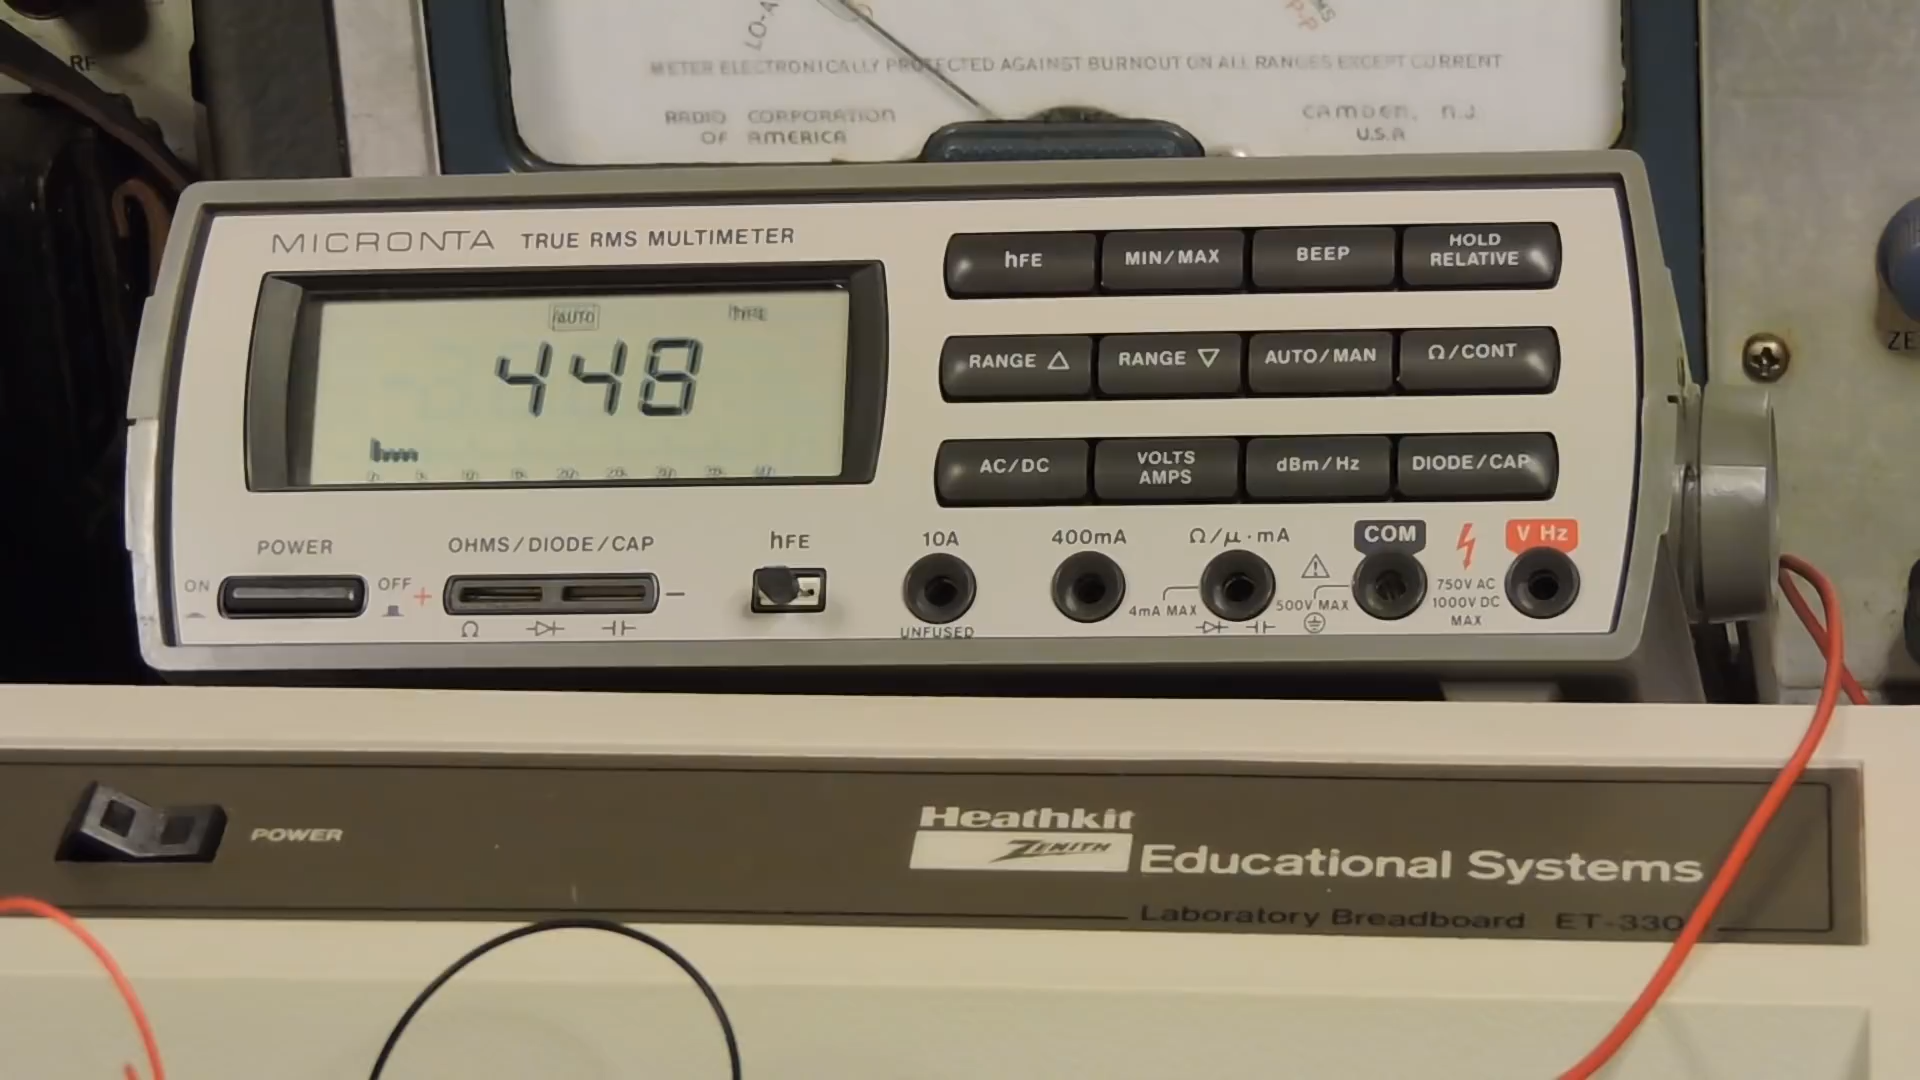 RF
LO-A
P-P
METER ELECTRONICALLY PROTECTED AGAINST BURNOUT ON ALL RANGES EXCEPT CURRENT
RADIO CORPORATION
OF AMERICA
CAMDEN, N.J.
U.S.A
MICRONTA TRUE RMS MULTIMETER
hFE
MIN/MAX
BEEP
HOLD
RELATIVE
AUTO
hFE
448
RANGE △
RANGE ▽
AUTO/MAN
Ω/CONT
ZE
AC/DC
VOLTS
AMPS
dBm/Hz
DIODE/CAP
POWER
ON
OFF
OHMS/DIODE/CAP
+
−
Ω
hFE
10A
UNFUSED
400mA
Ω/μ·mA
4mA MAX
500V MAX
COM
750V AC
1000V DC
MAX
V Hz
POWER
Heathkit
ZENITH
Educational Systems
Laboratory Breadboard ET-330